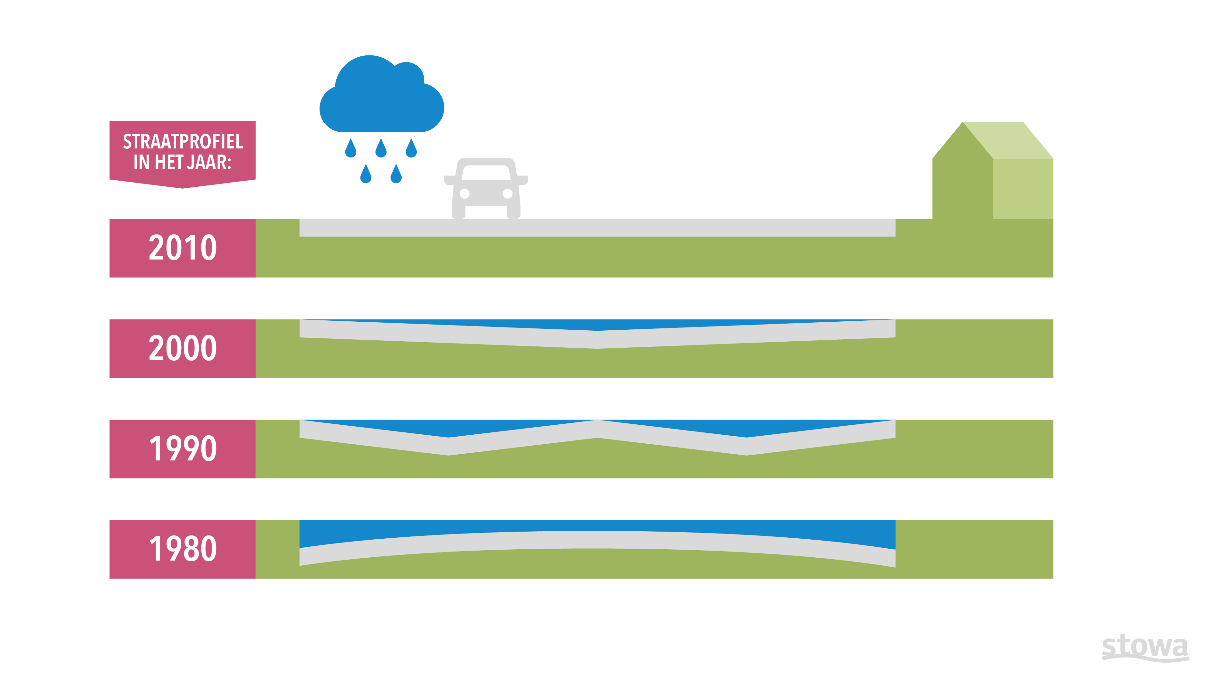 STRAATPROFIEL
IN HET JAAR:
2010
2000
1990
1980
stowa